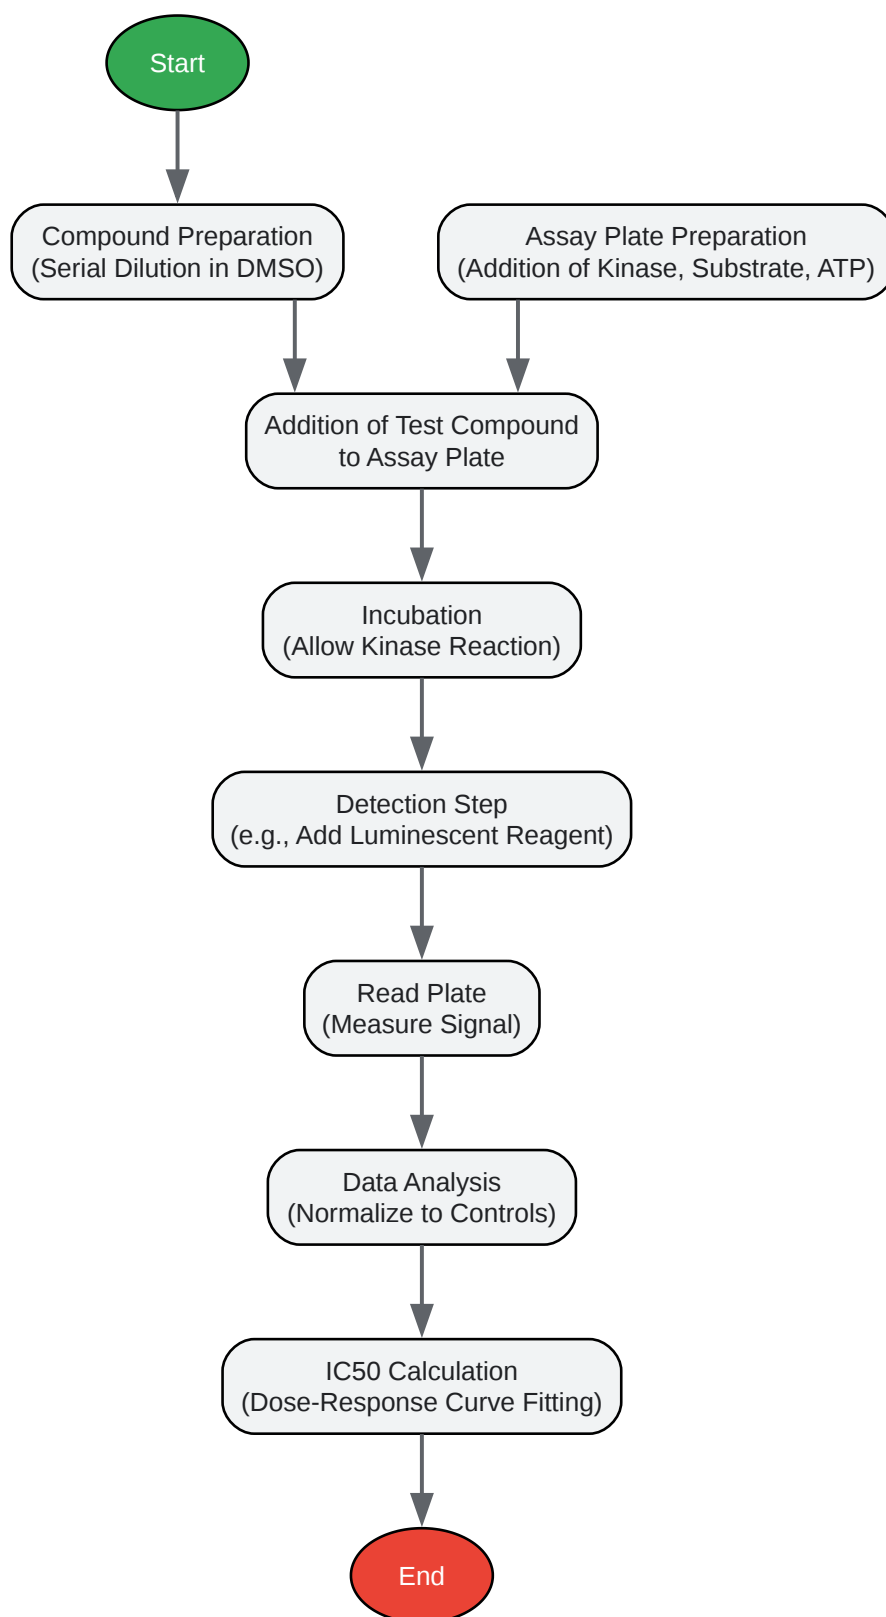 Start
Compound Preparation
(Serial Dilution in DMSO)
Assay Plate Preparation
(Addition of Kinase, Substrate, ATP)
Addition of Test Compound
to Assay Plate
Incubation
(Allow Kinase Reaction)
Detection Step
(e.g., Add Luminescent Reagent)
Read Plate
(Measure Signal)
Data Analysis
(Normalize to Controls)
IC50 Calculation
(Dose-Response Curve Fitting)
End